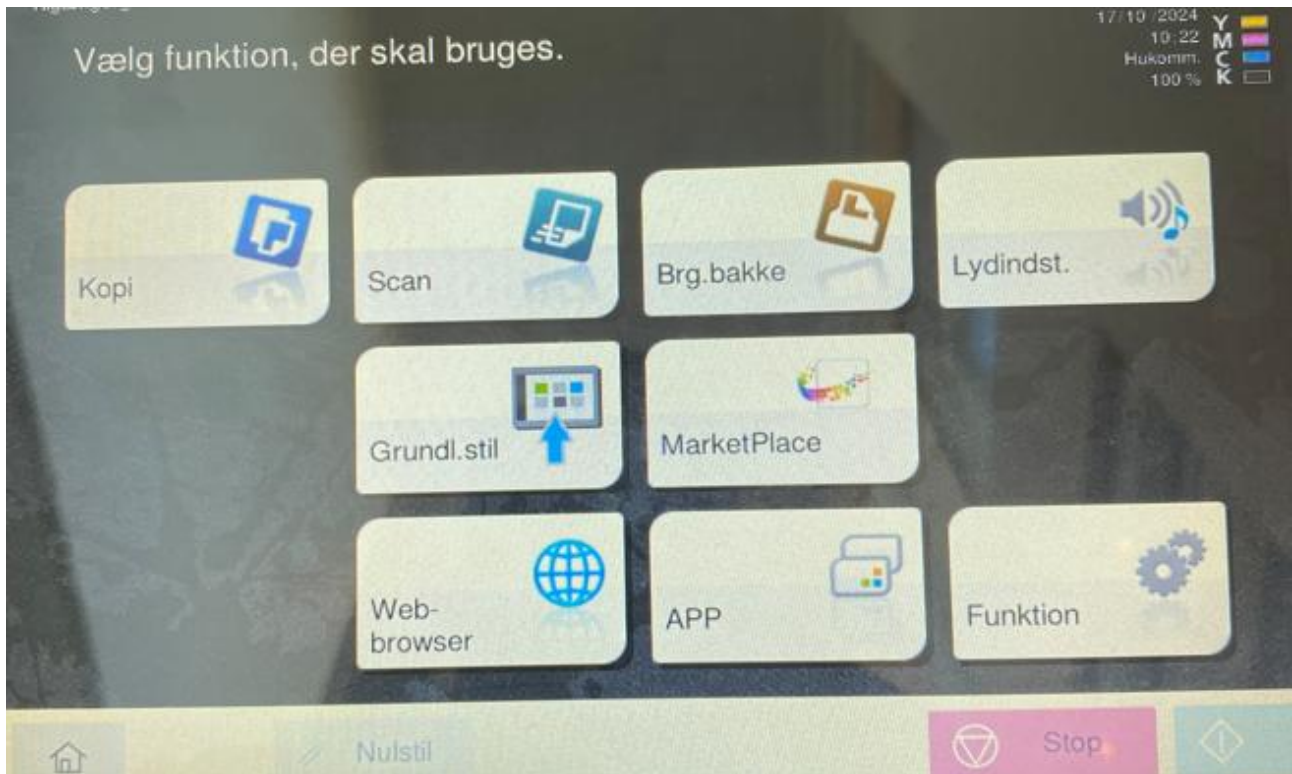 Vælg funktion, der skal bruges.
17/10/2024
10:22
Hukomm.
100 %
Y
M
C
K
Kopi
Scan
Brg.bakke
Lydindst.
Grundl.stil
MarketPlace
Web-
browser
APP
Funktion
Nulstil
Stop